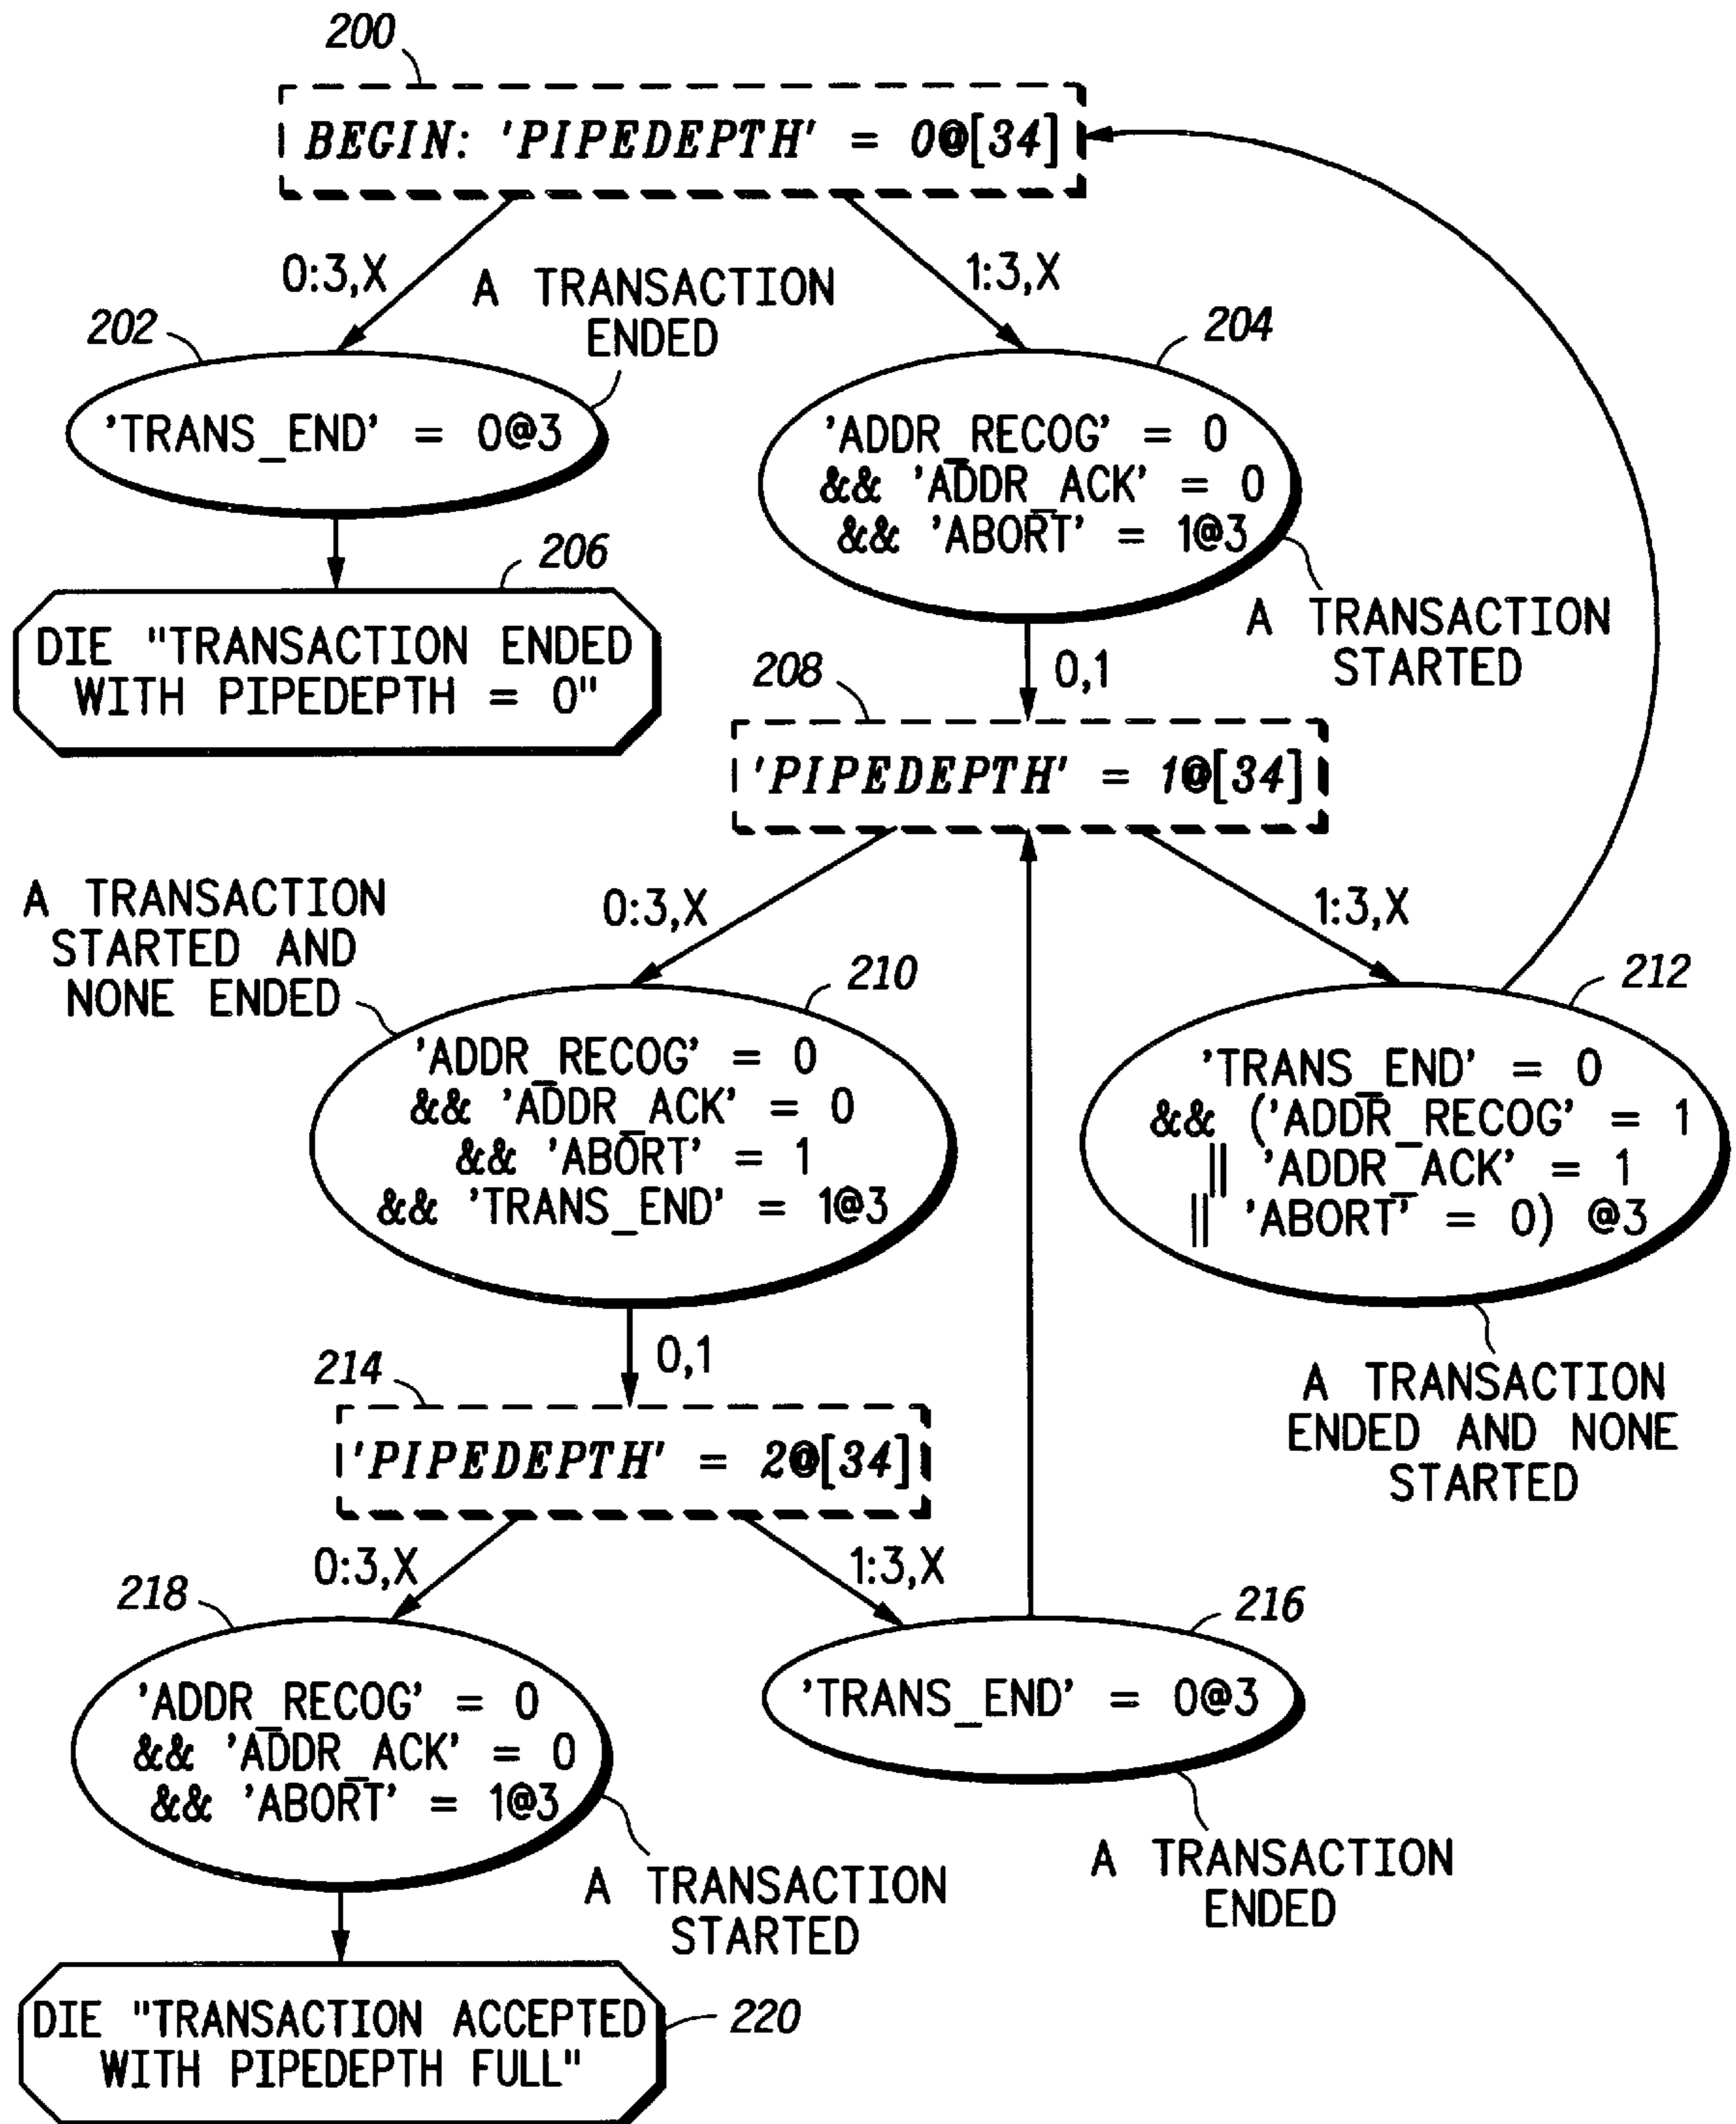 200
BEGIN: 'PIPEDEPTH' = 0@[34]
0:3,X
1:3,X
A TRANSACTION
ENDED
202
204
'TRANS_END' = 0@3
'ADDR_RECOG' = 0
&& 'ADDR_ACK' = 0
&& 'ABORT' = 1@3
206
DIE "TRANSACTION ENDED
WITH PIPEDEPTH = 0"
A TRANSACTION
STARTED
0,1
208
'PIPEDEPTH' = 1@[34]
A TRANSACTION
STARTED AND
NONE ENDED
0:3,X
1:3,X
210
212
'ADDR_RECOG' = 0
&& 'ADDR_ACK' = 0
&& 'ABORT' = 1
&& 'TRANS_END' = 1@3
'TRANS_END' = 0
&& ('ADDR_RECOG' = 1
|| 'ADDR_ACK' = 1
|| 'ABORT' = 0) @3
0,1
A TRANSACTION
ENDED AND NONE
STARTED
214
'PIPEDEPTH' = 2@[34]
0:3,X
1:3,X
218
216
'ADDR_RECOG' = 0
&& 'ADDR_ACK' = 0
&& 'ABORT' = 1@3
'TRANS_END' = 0@3
A TRANSACTION
STARTED
A TRANSACTION
ENDED
DIE "TRANSACTION ACCEPTED
WITH PIPEDEPTH FULL"
220